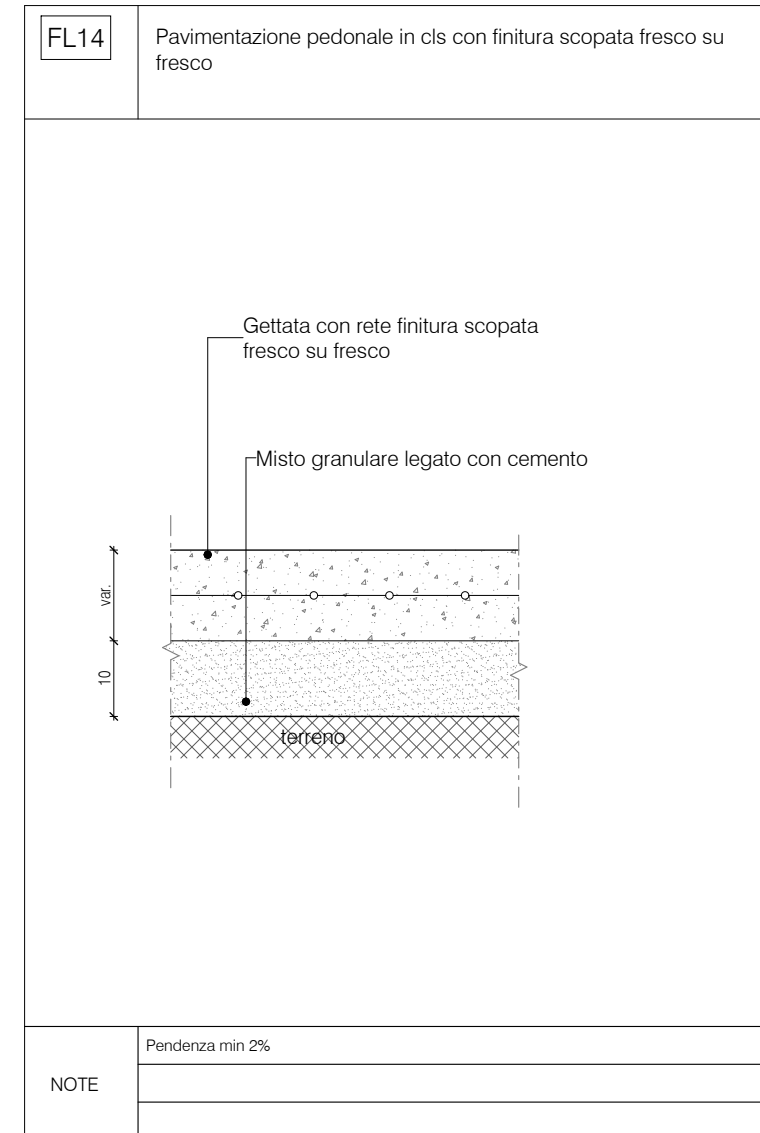 FL14
Pavimentazione pedonale in cls con finitura scopata fresco su
fresco
Gettata con rete finitura scopata
fresco su fresco
Misto granulare legato con cemento
var.
10
terreno
NOTE
Pendenza min 2%